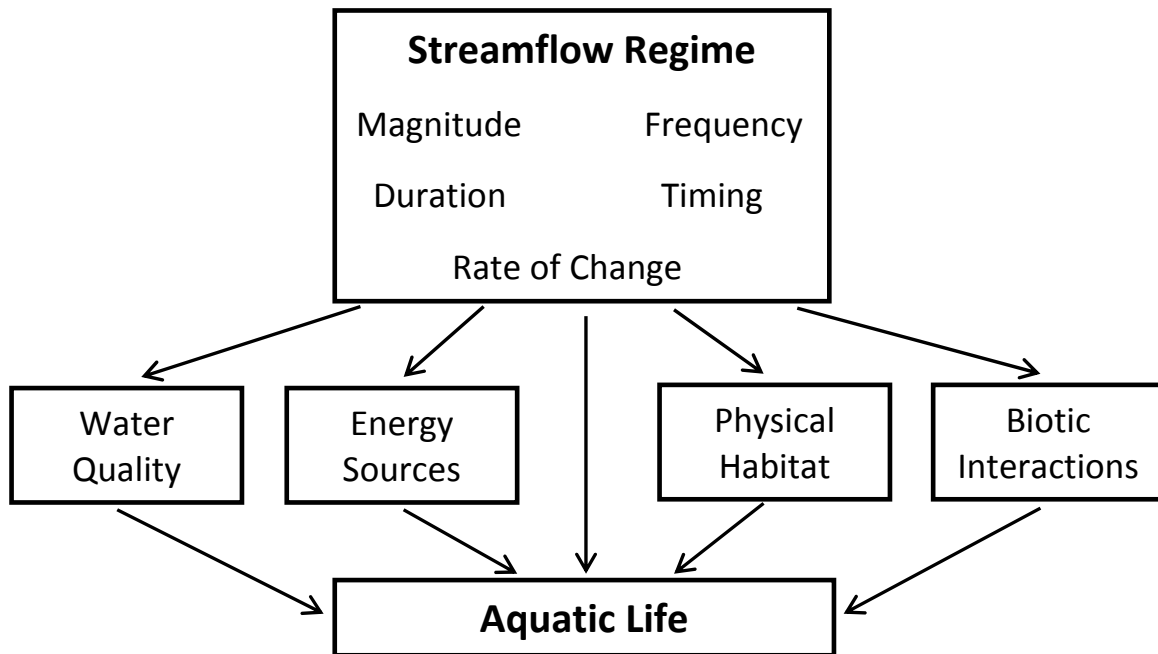 Streamflow Regime
Magnitude Frequency
Duration Timing
Rate of Change
Water
Quality
Energy
Sources
Physical
Habitat
Biotic
Interactions
Aquatic Life